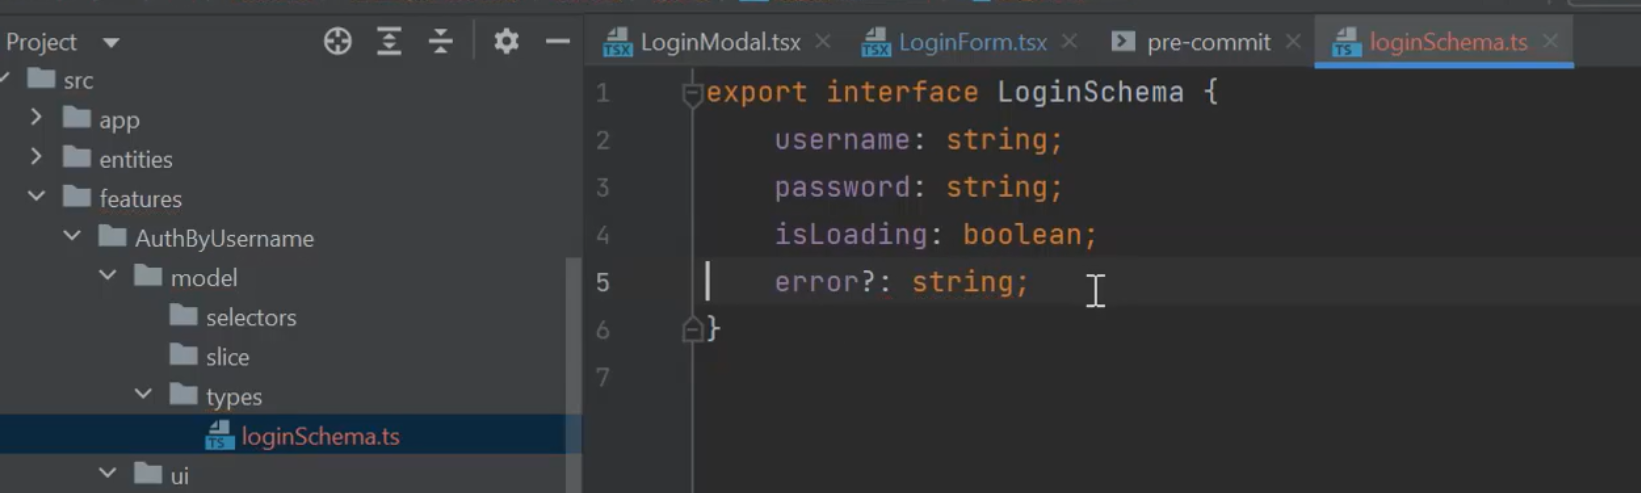 Project
LoginModal.tsx
LoginForm.tsx
pre-commit
loginSchema.ts
src
app
entities
features
AuthByUsername
model
selectors
slice
types
loginSchema.ts
ui
1 export interface LoginSchema {
2 username: string;
3 password: string;
4 isLoading: boolean;
5 error?: string;
6 }
7